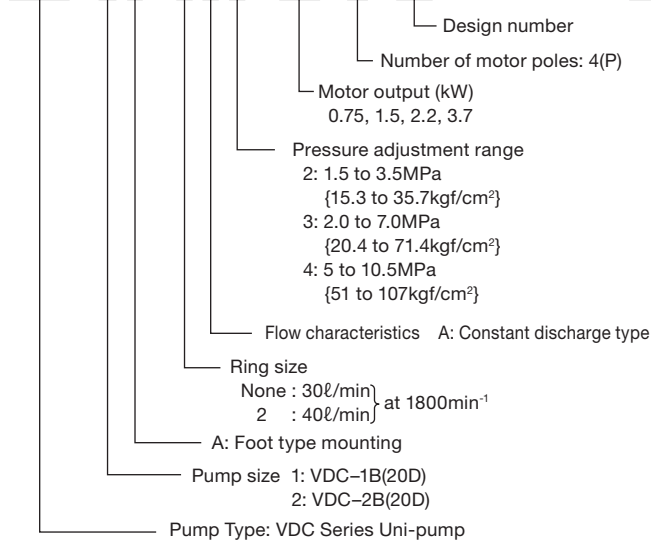 Design number
Number of motor poles: 4(P)
Motor output (kW)
0.75, 1.5, 2.2, 3.7
Pressure adjustment range
2: 1.5 to 3.5MPa
{15.3 to 35.7kgf/cm²}
3: 2.0 to 7.0MPa
{20.4 to 71.4kgf/cm²}
4: 5 to 10.5MPa
{51 to 107kgf/cm²}
Flow characteristics A: Constant discharge type
Ring size
None : 30ℓ/min
2 : 40ℓ/min} at 1800min⁻¹
A: Foot type mounting
Pump size 1: VDC–1B(20D)
2: VDC–2B(20D)
Pump Type: VDC Series Uni-pump